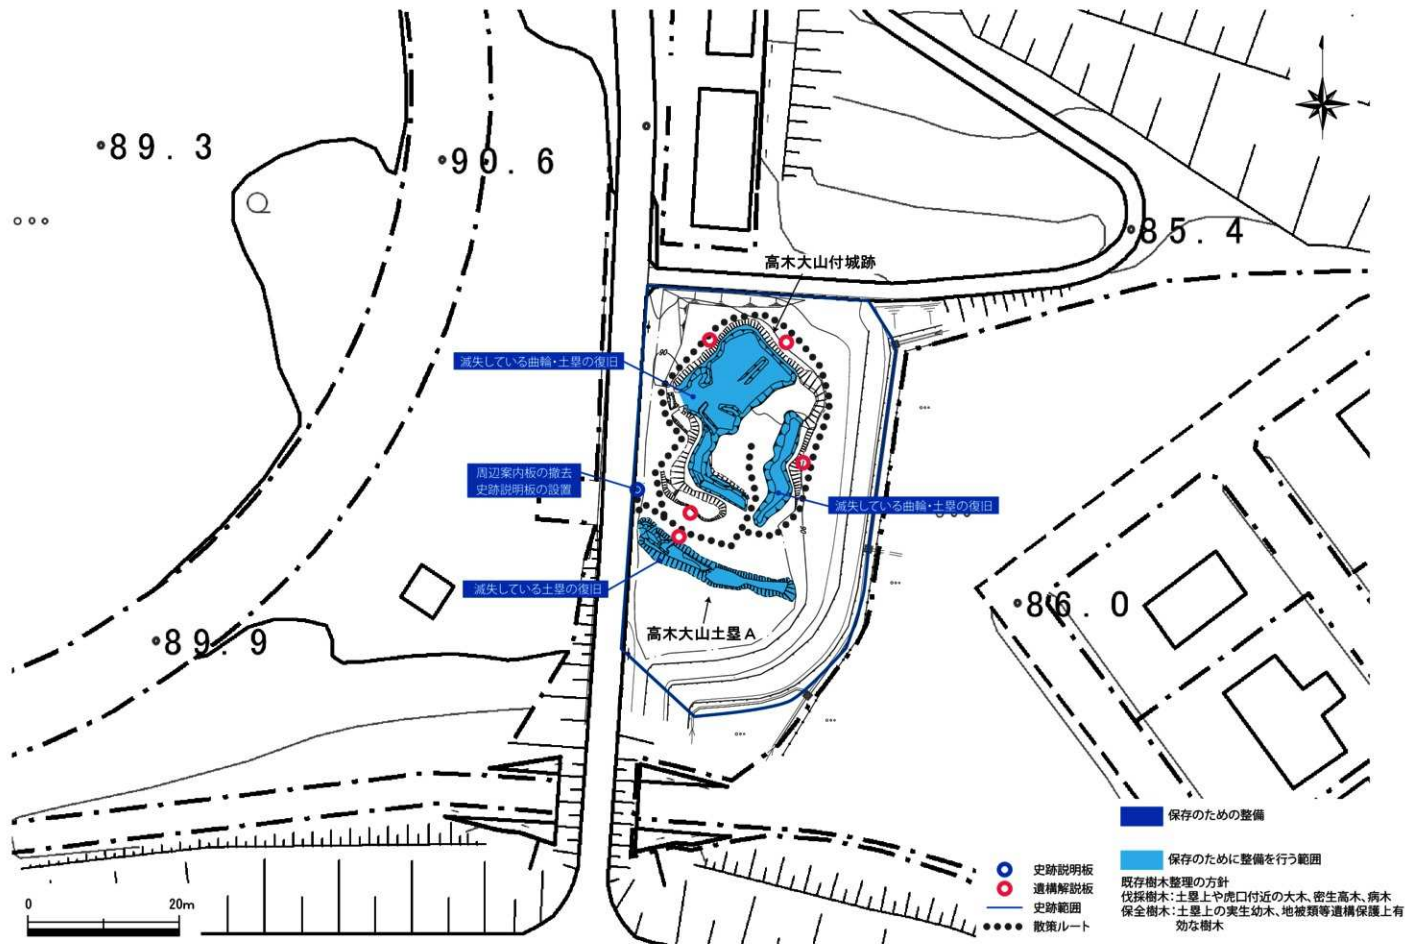 89.3
90.6
85.4
高木大山付城跡
90
滅失している曲輪・土塁の復旧
周辺案内板の撤去
史跡説明板の設置
滅失している曲輪・土塁の復旧
90
滅失している土塁の復旧
高木大山土塁A
89.9
86.0
0 20m
史跡説明板
遺構解説板
史跡範囲
散策ルート
保存のための整備
保存のために整備を行う範囲
既存樹木整理の方針
伐採樹木：土塁上や虎口付近の大木、密生高木、病木
保全樹木：土塁上の実生幼木、地被類等遺構保護上有
効な樹木